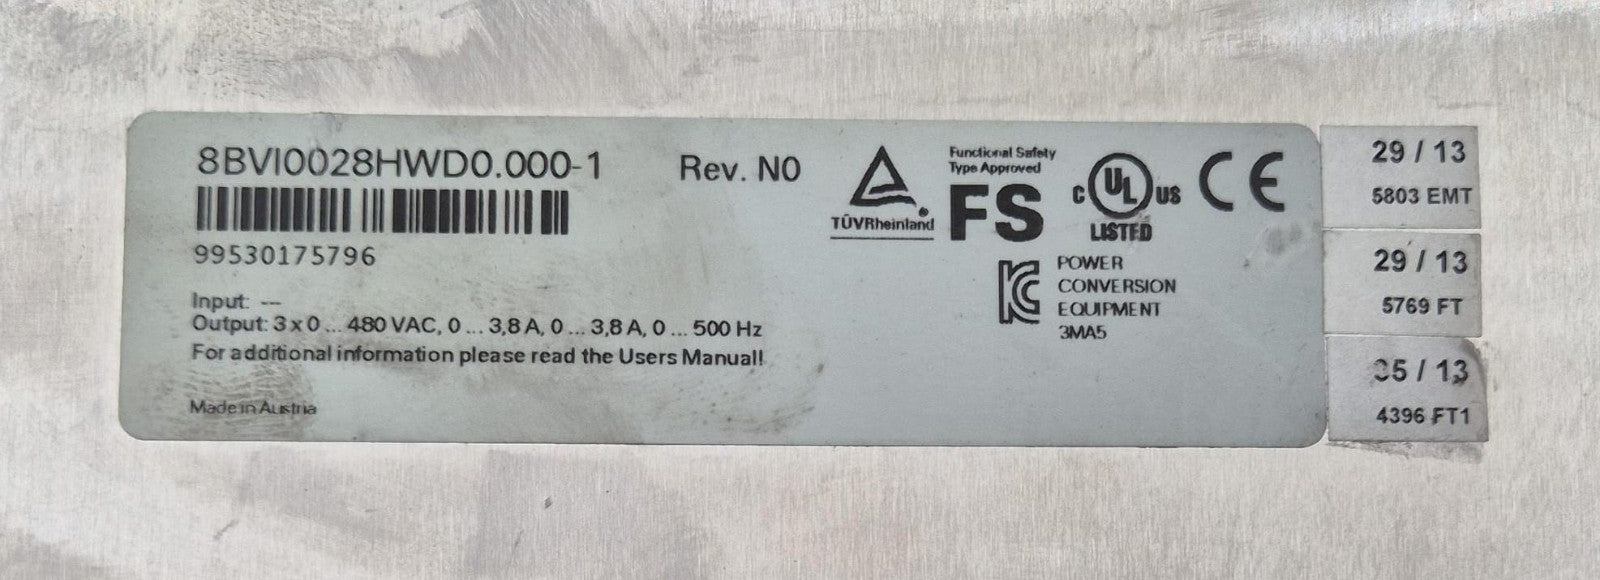 8BVI0028HWD0.000-1 Rev. N0
99530175796
Input: ---
Output: 3 x 0 ... 480 VAC, 0 ... 3,8 A, 0 ... 3,8 A, 0 ... 500 Hz
For additional information please read the Users Manual!
Made in Austria
TÜVRheinland
Functional Safety
Type Approved
FS
C UL US
LISTED
CE
KC
POWER
CONVERSION
EQUIPMENT
3MA5
29 / 13
5803 EMT
29 / 13
5769 FT
/ 13
4396 FT1